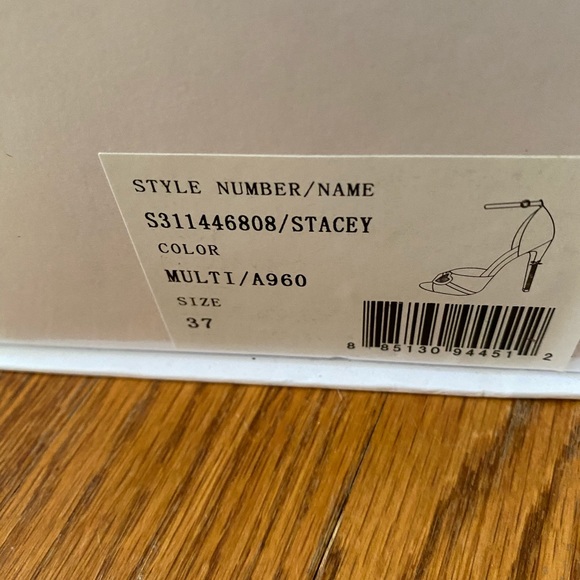 STYLE NUMBER/NAME
S311446808/STACEY
COLOR
MULTI/A960
SIZE
37
8 85130 94451 2